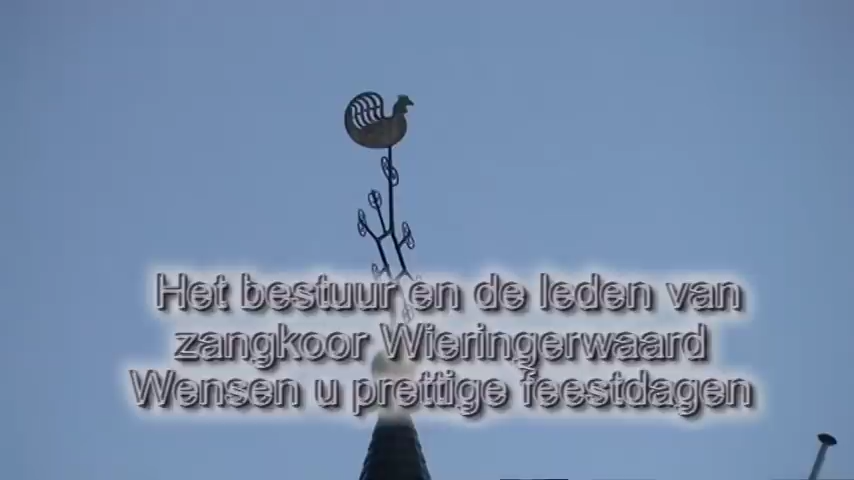 Het bestuur en de leden van
zangkoor Wieringerwaard
Wensen u prettige feestdagen